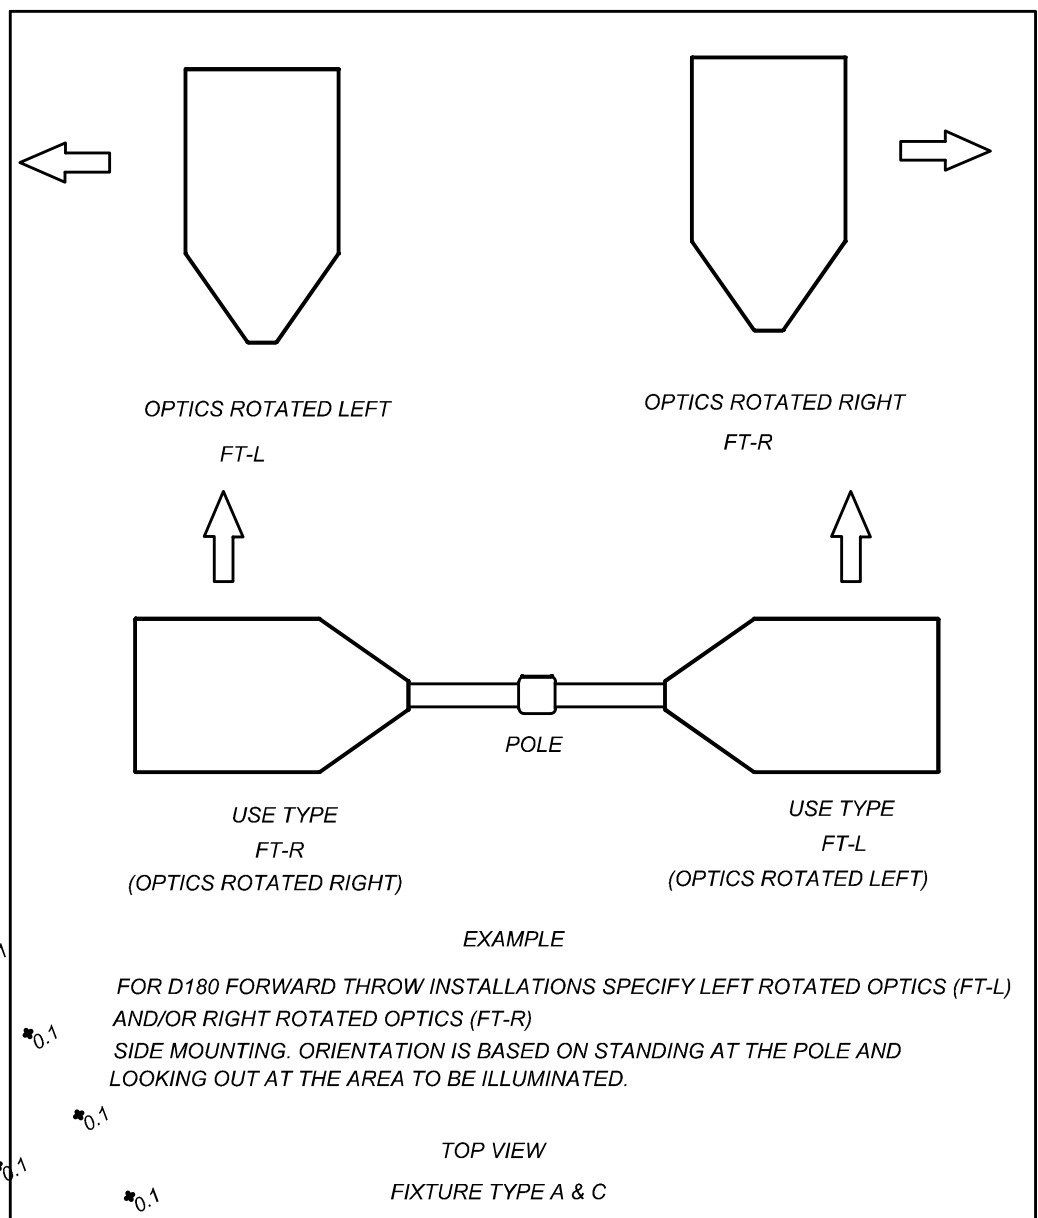 OPTICS ROTATED LEFT
FT-L
OPTICS ROTATED RIGHT
FT-R
POLE
USE TYPE
FT-R
(OPTICS ROTATED RIGHT)
USE TYPE
FT-L
(OPTICS ROTATED LEFT)
EXAMPLE
FOR D180 FORWARD THROW INSTALLATIONS SPECIFY LEFT ROTATED OPTICS (FT-L)
AND/OR RIGHT ROTATED OPTICS (FT-R)
SIDE MOUNTING. ORIENTATION IS BASED ON STANDING AT THE POLE AND
LOOKING OUT AT THE AREA TO BE ILLUMINATED.
0.1
0.1
0.1
0.1
TOP VIEW
FIXTURE TYPE A & C